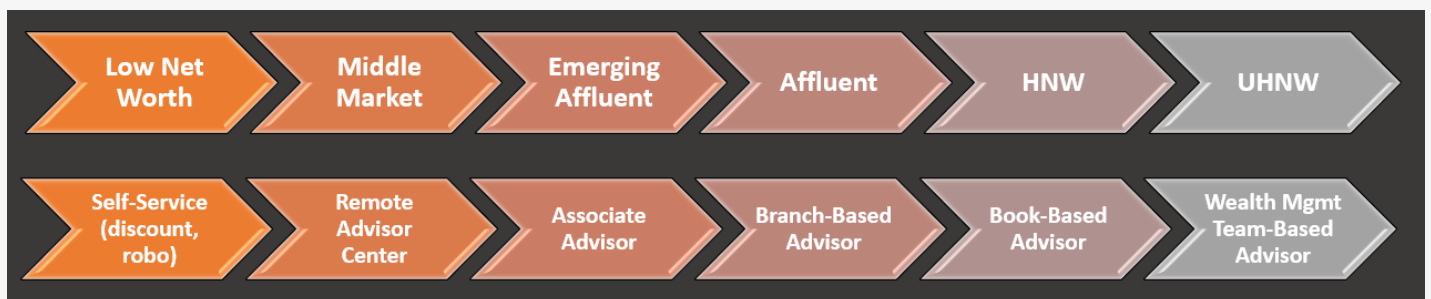 Low Net
Worth
Middle
Market
Emerging
Affluent
Affluent
HNW
UHNW
Self-Service
(discount,
robo)
Remote
Advisor
Center
Associate
Advisor
Branch-Based
Advisor
Book-Based
Advisor
Wealth Mgmt
Team-Based
Advisor